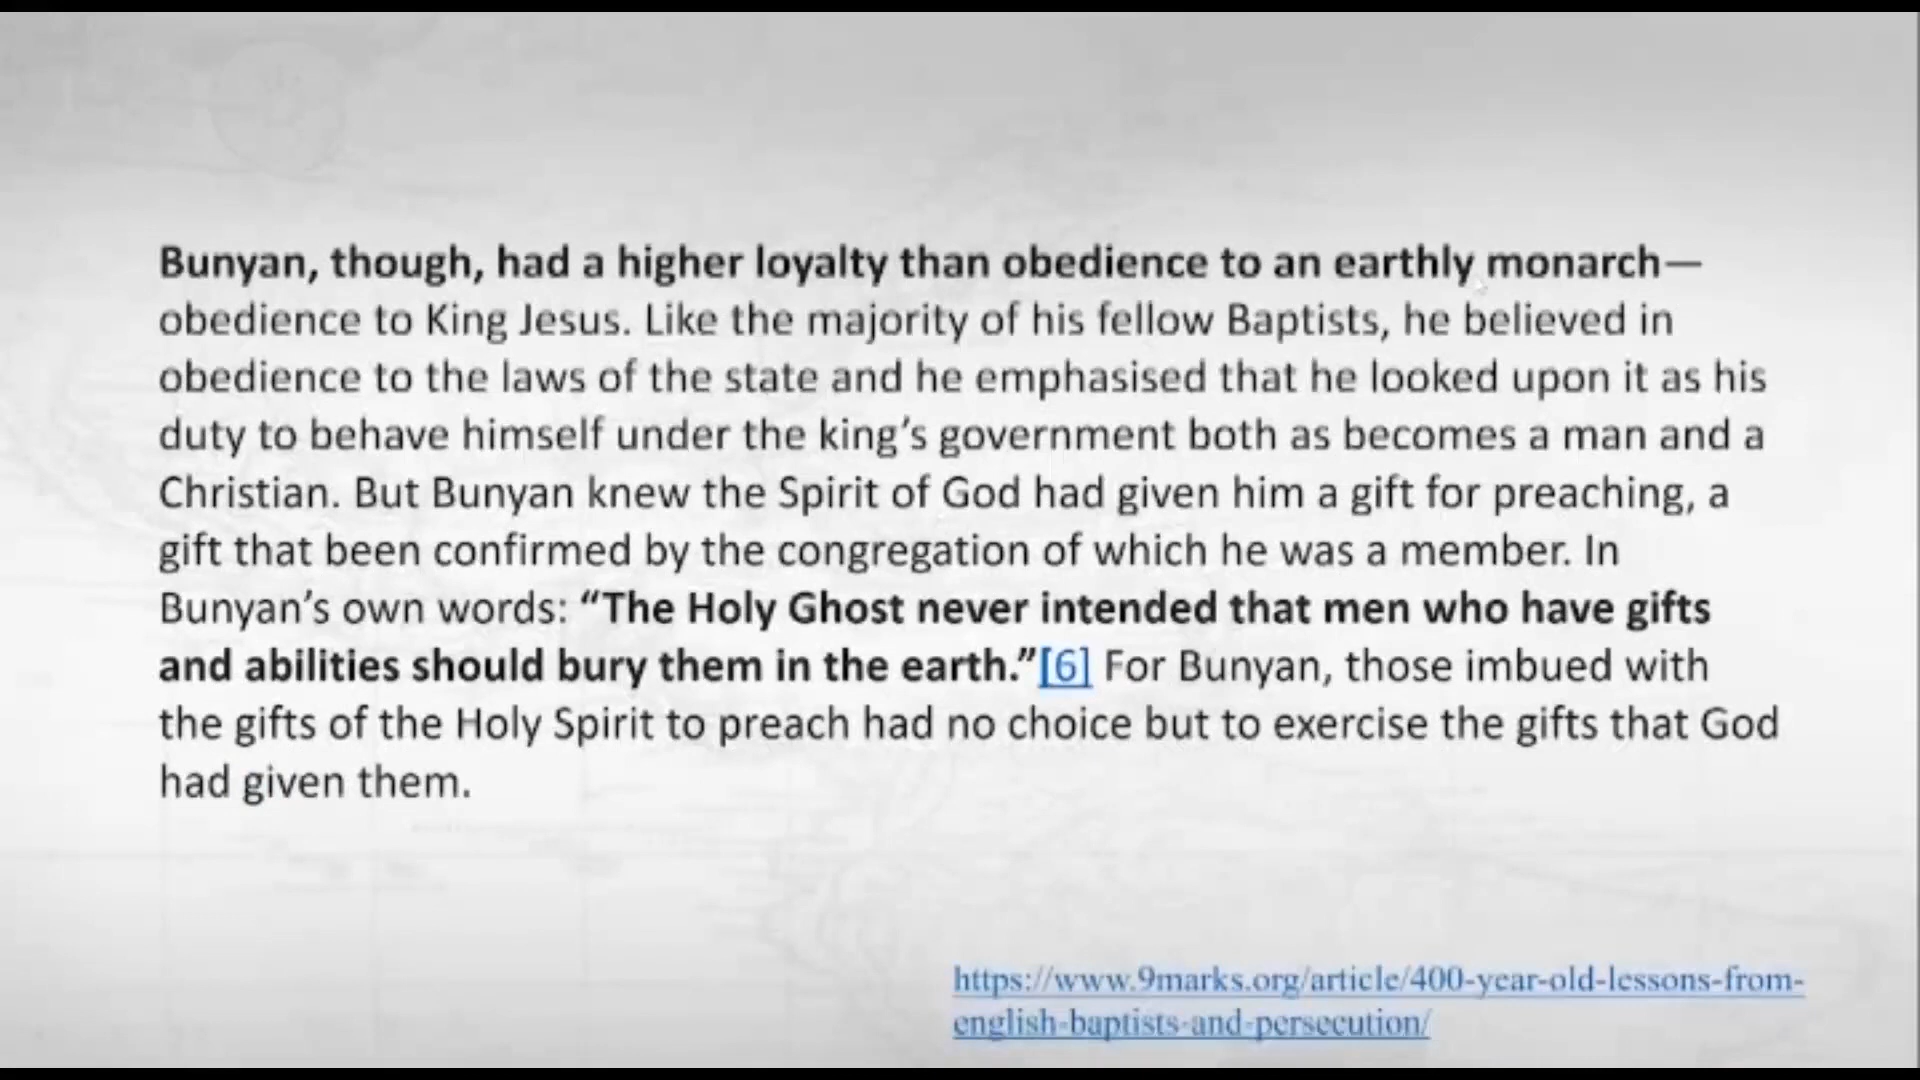 Bunyan, though, had a higher loyalty than obedience to an earthly monarch—
obedience to King Jesus. Like the majority of his fellow Baptists, he believed in
obedience to the laws of the state and he emphasised that he looked upon it as his
duty to behave himself under the king’s government both as becomes a man and a
Christian. But Bunyan knew the Spirit of God had given him a gift for preaching, a
gift that been confirmed by the congregation of which he was a member. In
Bunyan’s own words: “The Holy Ghost never intended that men who have gifts
and abilities should bury them in the earth.”[6] For Bunyan, those imbued with
the gifts of the Holy Spirit to preach had no choice but to exercise the gifts that God
had given them.
https://www.9marks.org/article/400-year-old-lessons-from-
english-baptists-and-persecution/